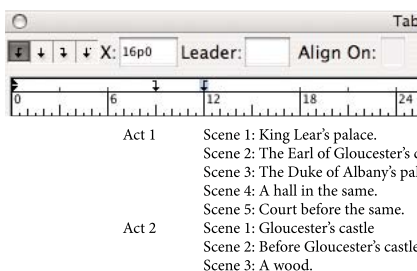 Tab
X: 16p0 Leader: Align On:
0 6 12 18 24
Act 1 Scene 1: King Lear's palace.
Scene 2: The Earl of Gloucester's
Scene 3: The Duke of Albany's pal
Scene 4: A hall in the same.
Scene 5: Court before the same.
Act 2 Scene 1: Gloucester's castle
Scene 2: Before Gloucester's castle
Scene 3: A wood.